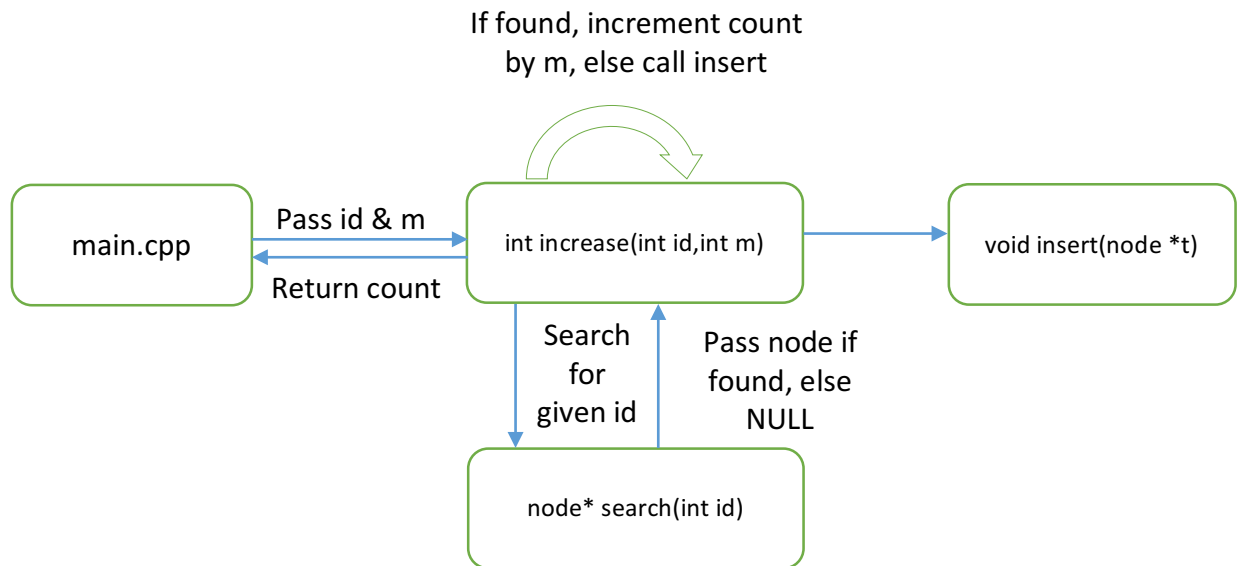 If found, increment count
by m, else call insert
main.cpp
Pass id & m
Return count
int increase(int id,int m)
void insert(node *t)
Search
for
given id
Pass node if
found, else
NULL
node* search(int id)